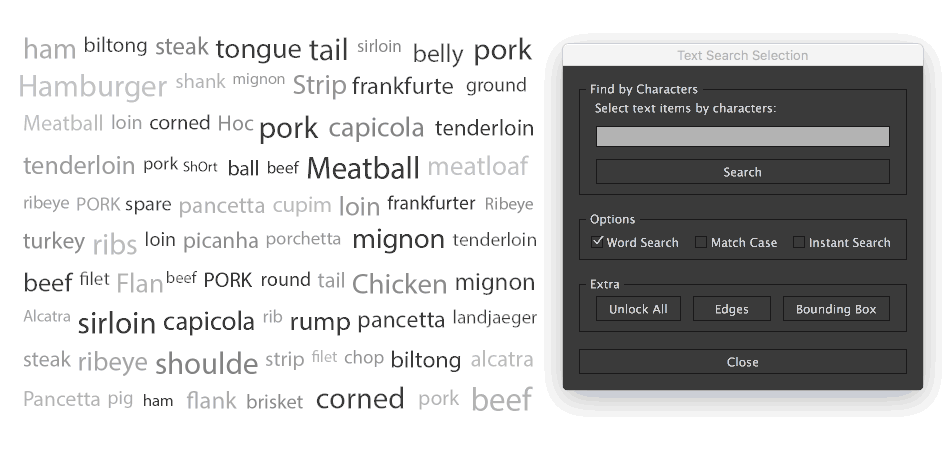 ham biltong steak tongue tail sirloin belly pork
Hamburger shank mignon Strip frankfurte ground
Meatball loin corned Hoc pork capicola tenderloin
tenderloin pork ShOrt ball beef Meatball meatloaf
ribeye PORK spare pancetta cupim loin frankfurter Ribeye
turkey ribs loin picanha porchetta mignon tenderloin
beef filet Flan beef PORK round tail Chicken mignon
Alcatra sirloin capicola rib rump pancetta landjaeger
steak ribeye shoulde strip filet chop biltong alcatra
Pancetta pig ham flank brisket corned pork beef
Text Search Selection
Find by Characters
Select text items by characters:
Search
Options
Word Search Match Case Instant Search
Extra
Unlock All Edges Bounding Box
Close